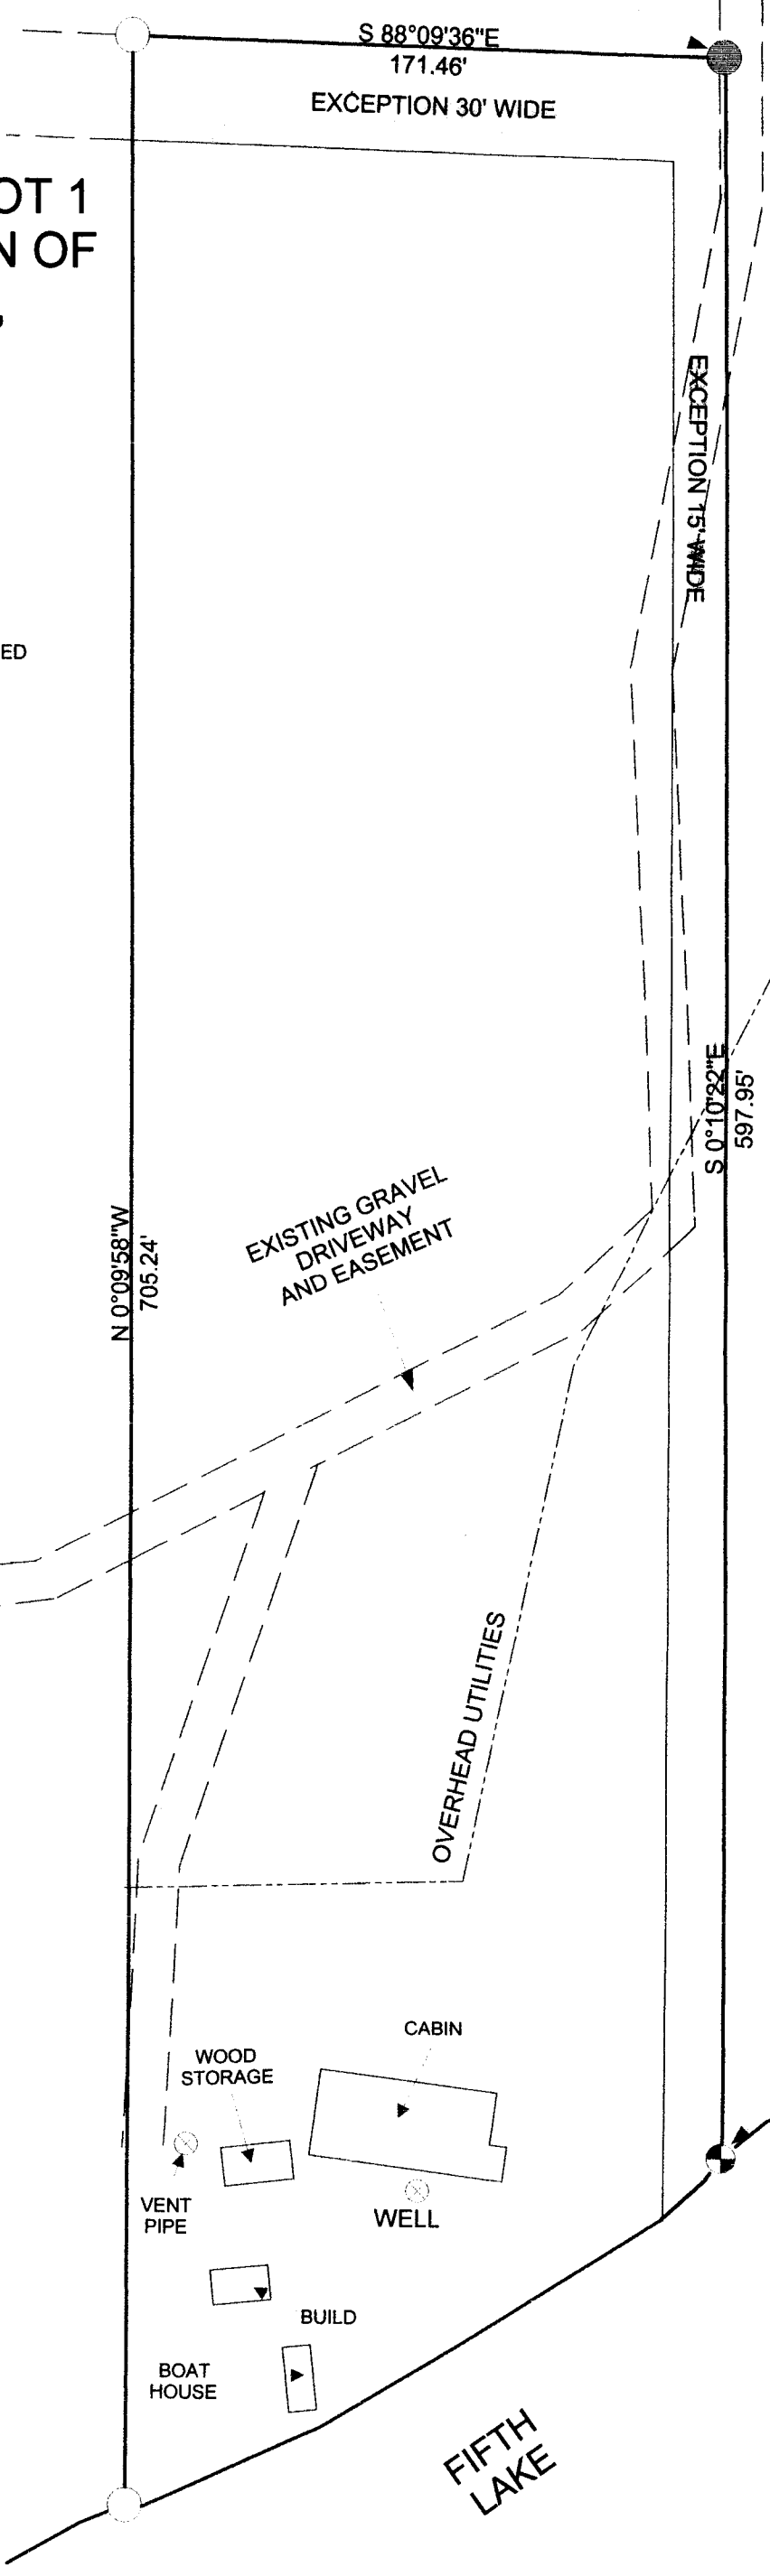 S 88°09'36"E
171.46'
EXCEPTION 30' WIDE
OT 1
N OF
,
EXCEPTION 15' WIDE
ED
S 0°10'22"E
597.95'
EXISTING GRAVEL
DRIVEWAY
AND EASEMENT
N 0°09'58"W
705.24'
OVERHEAD UTILITIES
CABIN
WOOD
STORAGE
VENT
PIPE
WELL
BUILD
BOAT
HOUSE
FIFTH
LAKE